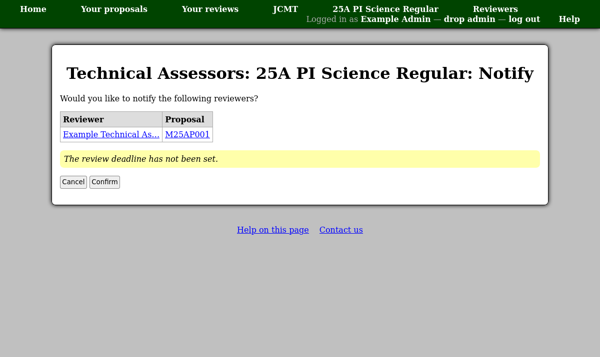 Home Your proposals Your reviews JCMT 25A PI Science Regular Reviewers
Logged in as Example Admin — drop admin — log out Help
Technical Assessors: 25A PI Science Regular: Notify
Would you like to notify the following reviewers?
Reviewer Proposal
Example Technical As... M25AP001
The review deadline has not been set.
Cancel Confirm
Help on this page Contact us